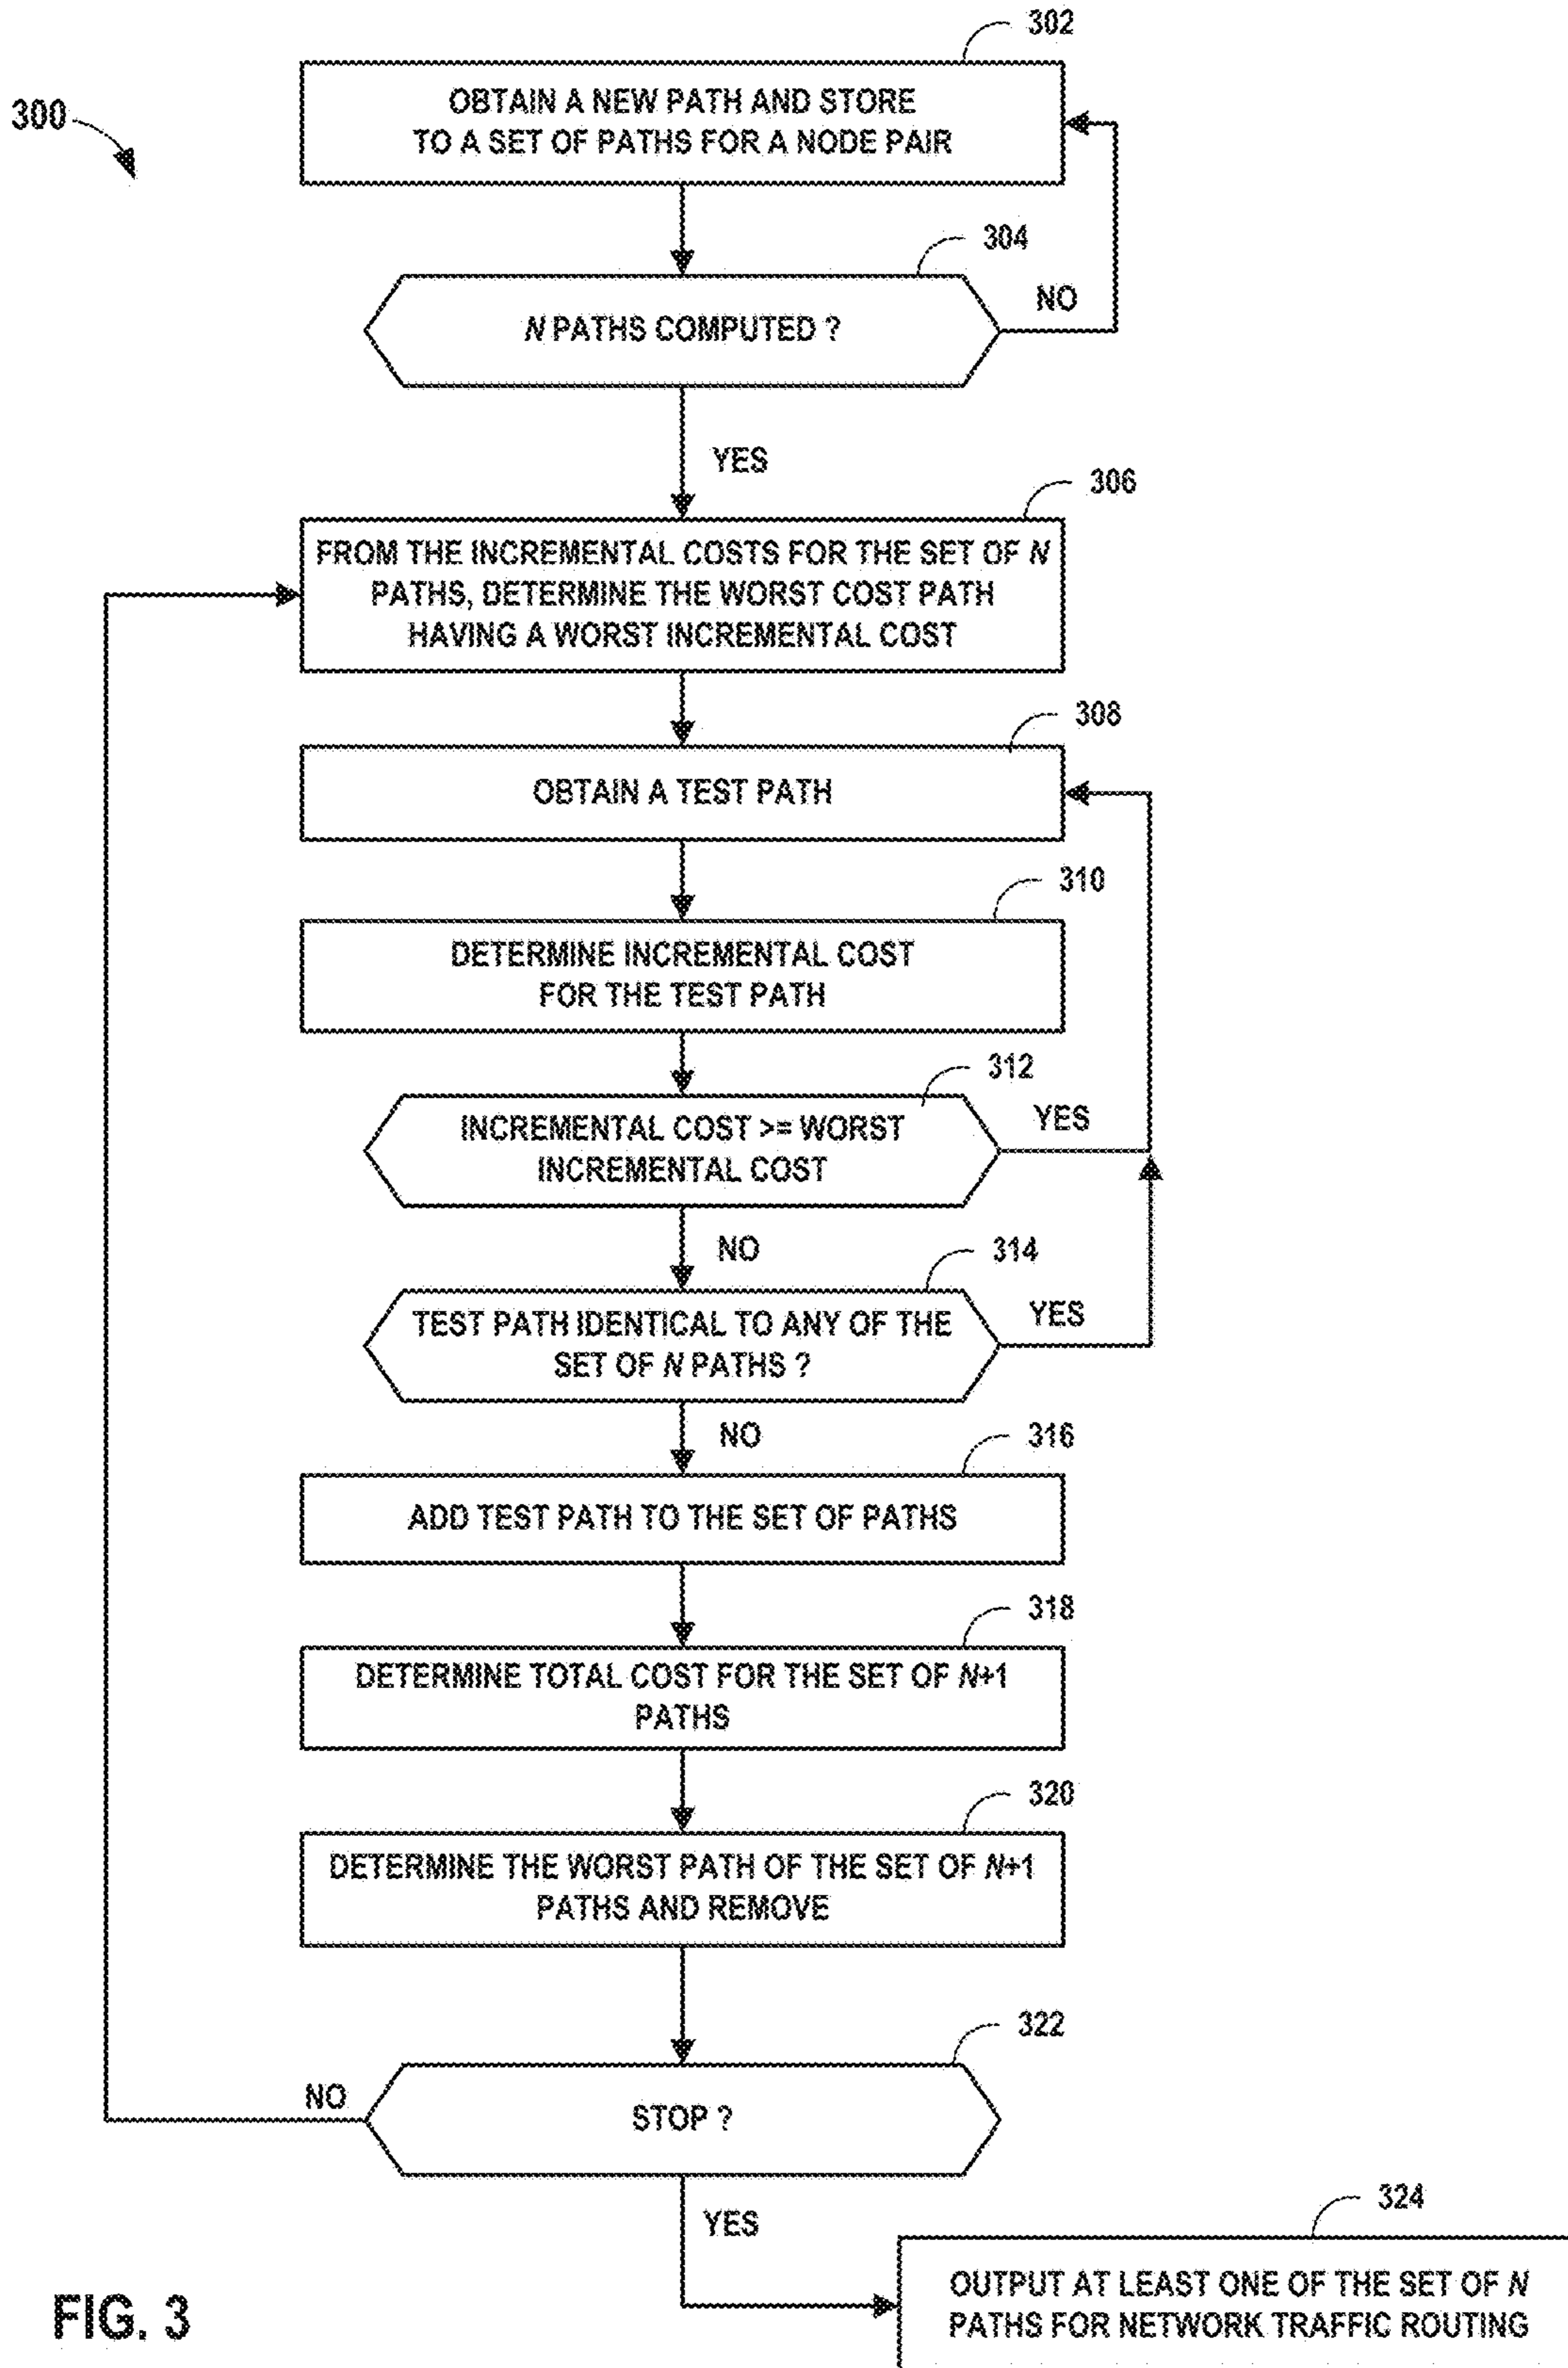 302
300
OBTAIN A NEW PATH AND STORE
TO A SET OF PATHS FOR A NODE PAIR
304
N PATHS COMPUTED ?
NO
YES
306
FROM THE INCREMENTAL COSTS FOR THE SET OF N
PATHS, DETERMINE THE WORST COST PATH
HAVING A WORST INCREMENTAL COST
308
OBTAIN A TEST PATH
310
DETERMINE INCREMENTAL COST
FOR THE TEST PATH
312
INCREMENTAL COST >= WORST
INCREMENTAL COST
YES
NO
314
TEST PATH IDENTICAL TO ANY OF THE
SET OF N PATHS ?
YES
NO
316
ADD TEST PATH TO THE SET OF PATHS
318
DETERMINE TOTAL COST FOR THE SET OF N+1
PATHS
320
DETERMINE THE WORST PATH OF THE SET OF N+1
PATHS AND REMOVE
322
NO
STOP ?
YES
324
OUTPUT AT LEAST ONE OF THE SET OF N
PATHS FOR NETWORK TRAFFIC ROUTING
FIG. 3